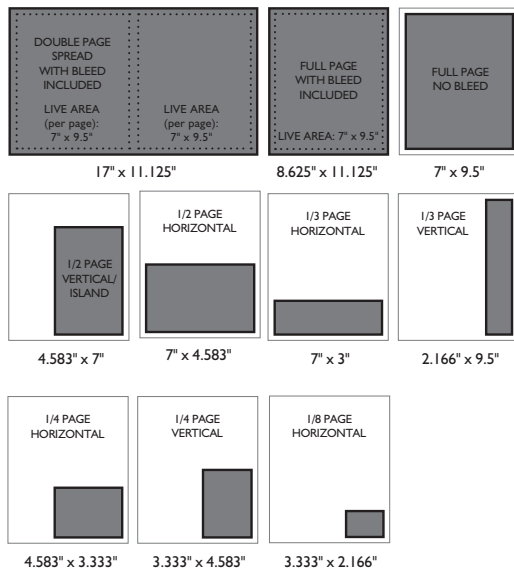 DOUBLE PAGE
SPREAD
WITH BLEED
INCLUDED
LIVE AREA
(per page):
7" x 9.5"
LIVE AREA
(per page):
7" x 9.5"
17" x 11.125"
FULL PAGE
WITH BLEED
INCLUDED
LIVE AREA: 7" x 9.5"
8.625" x 11.125"
FULL PAGE
NO BLEED
7" x 9.5"
1/2 PAGE
VERTICAL/
ISLAND
4.583" x 7"
1/2 PAGE
HORIZONTAL
7" x 4.583"
1/3 PAGE
HORIZONTAL
7" x 3"
1/3 PAGE
VERTICAL
2.166" x 9.5"
1/4 PAGE
HORIZONTAL
4.583" x 3.333"
1/4 PAGE
VERTICAL
3.333" x 4.583"
1/8 PAGE
HORIZONTAL
3.333" x 2.166"